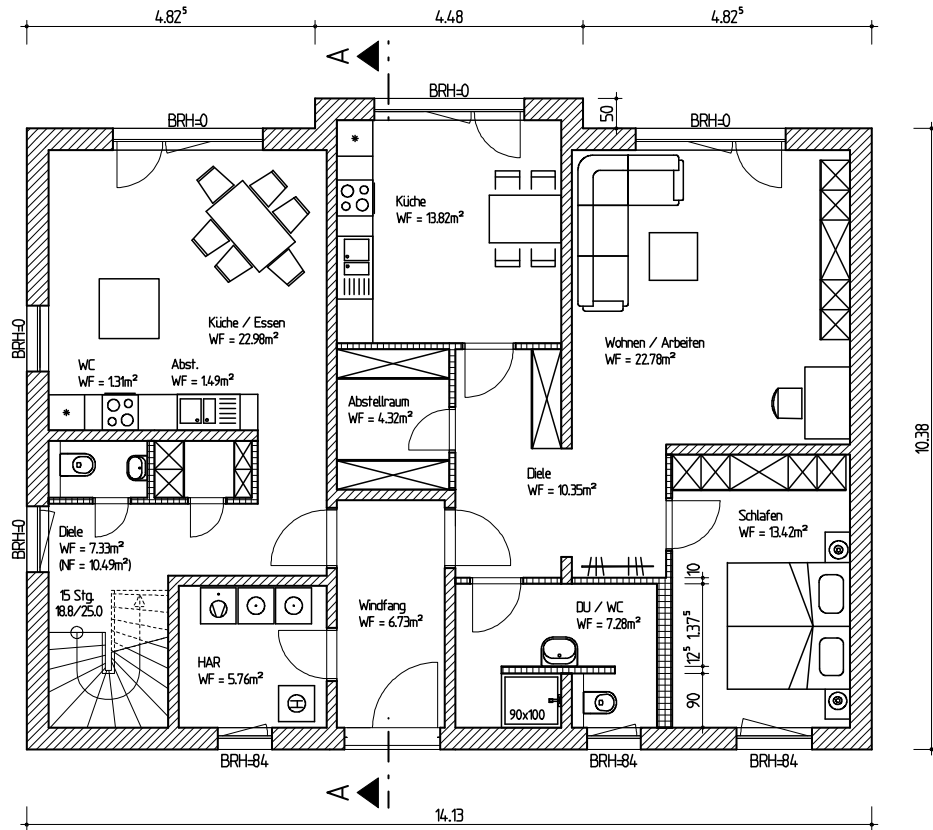 4.82⁵
4.48
4.82⁵
A
BRH=0
BRH=0
BRH=0
50
Küche
WF = 13.82m²
Küche / Essen
WF = 22.98m²
BRH=0
Wohnen / Arbeiten
WF = 22.78m²
WC
WF = 1.31m²
Abst.
WF = 1.49m²
Abstellraum
WF = 4.32m²
10.38
Diele
WF = 10.35m²
Schlafen
WF = 13.42m²
BRH=0
Diele
WF = 7.33m²
(NF = 10.49m²)
15 Stg.
18.8/25.0
Windfang
WF = 6.73m²
DU / WC
WF = 7.28m²
10
1.37⁵
12⁵
90
HAR
WF = 5.76m²
H
90x100
BRH=84
BRH=84
BRH=84
A
14.13